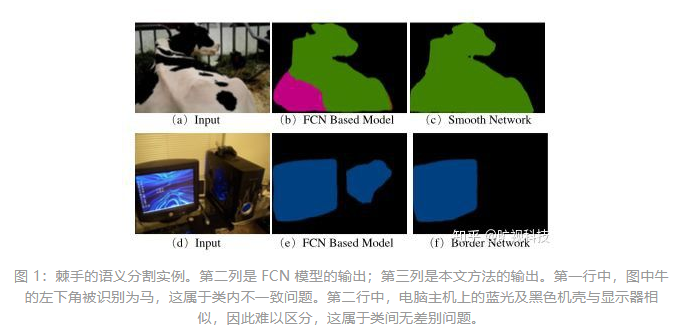 (a) Input (b) FCN Based Model (c) Smooth Network
知乎 @旷视科技
(d) Input (e) FCN Based Model (f) Border Network
图 1：棘手的语义分割实例。第二列是 FCN 模型的输出；第三列是本文方法的输出。第一行中，图中牛
的左下角被识别为马，这属于类内不一致问题。第二行中，电脑主机上的蓝光及黑色机壳与显示器相
似，因此难以区分，这属于类间无差别问题。